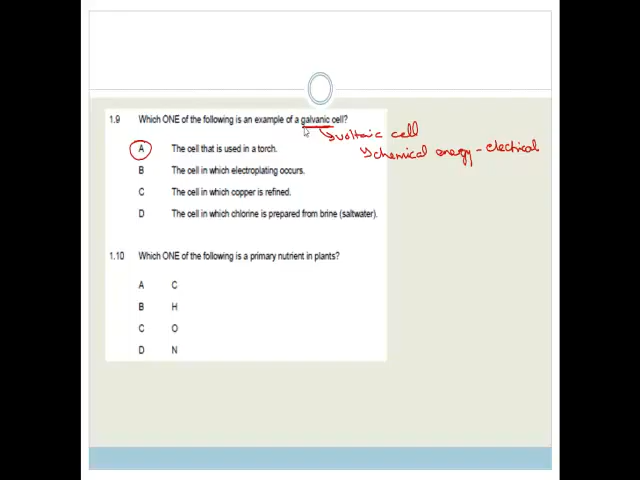 1.9 Which ONE of the following is an example of a galvanic cell?
voltaic cell
A The cell that is used in a torch.
chemical energy - electrical
B The cell in which electroplating occurs.
C The cell in which copper is refined.
D The cell in which chlorine is prepared from brine (saltwater).
1.10 Which ONE of the following is a primary nutrient in plants?
A C
B H
C O
D N